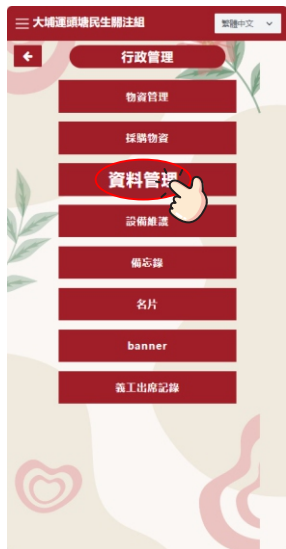 大埔運頭塘民生關注組
繁體中文
行政管理
物資管理
採購物資
資料管理
設備維護
備忘錄
名片
banner
義工出席記錄